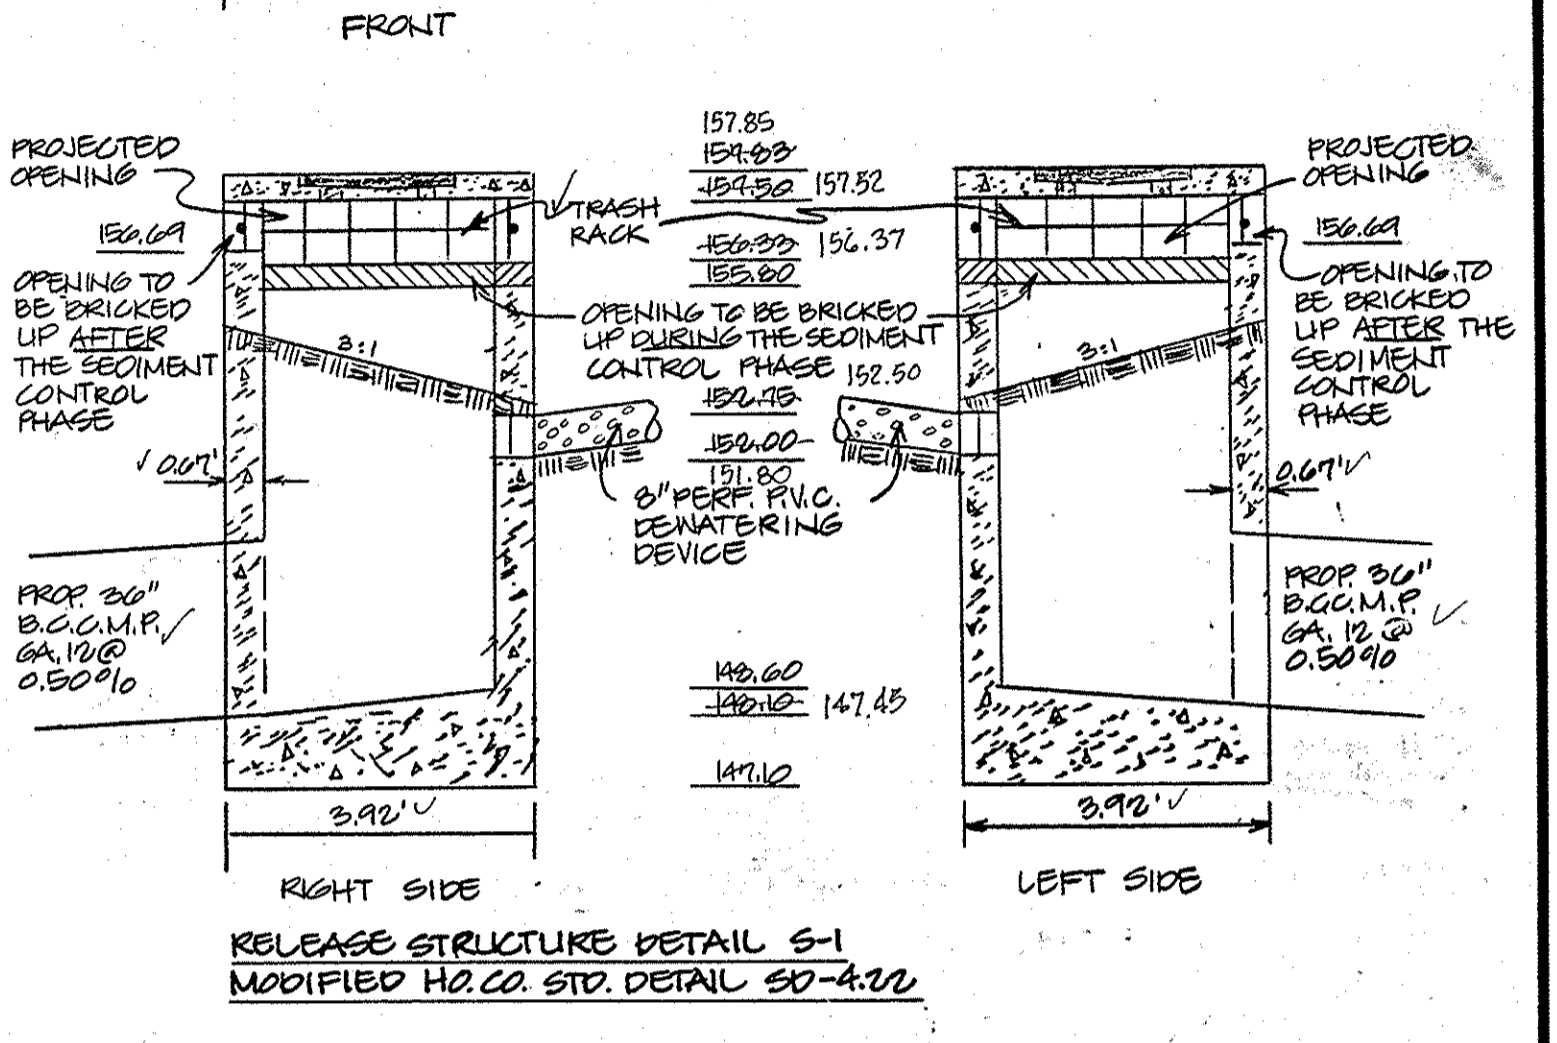 FRONT
PROJECTED
OPENING
156.69
OPENING TO
BE BRICKED
UP AFTER
THE SEDIMENT
CONTROL
PHASE
0.67'
PROP. 36"
B.C.C.M.P.
GA. 12 @
0.50%
3:1
3.92'
RIGHT SIDE
TRASH
RACK
157.85
159.83
159.50 157.52
156.33 156.37
155.80
OPENING TO BE BRICKED
UP DURING THE SEDIMENT
CONTROL PHASE
152.50
152.75
152.00
151.80
8" PERF. P.V.C.
DEWATERING
DEVICE
148.60
148.10 147.45
147.10
PROJECTED
OPENING
156.69
OPENING TO
BE BRICKED
UP AFTER THE
SEDIMENT
CONTROL
PHASE
3:1
0.67'
PROP. 36"
B.C.C.M.P.
GA. 12 @
0.50%
3.92'
LEFT SIDE
RELEASE STRUCTURE DETAIL S-1
MODIFIED HO. CO. STD. DETAIL SD-4.22